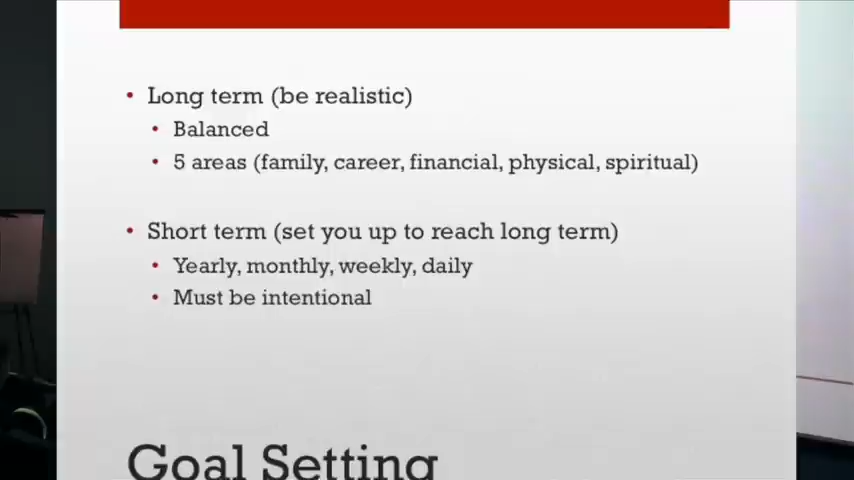 • Long term (be realistic)
• Balanced
• 5 areas (family, career, financial, physical, spiritual)
• Short term (set you up to reach long term)
• Yearly, monthly, weekly, daily
• Must be intentional
Goal Setting